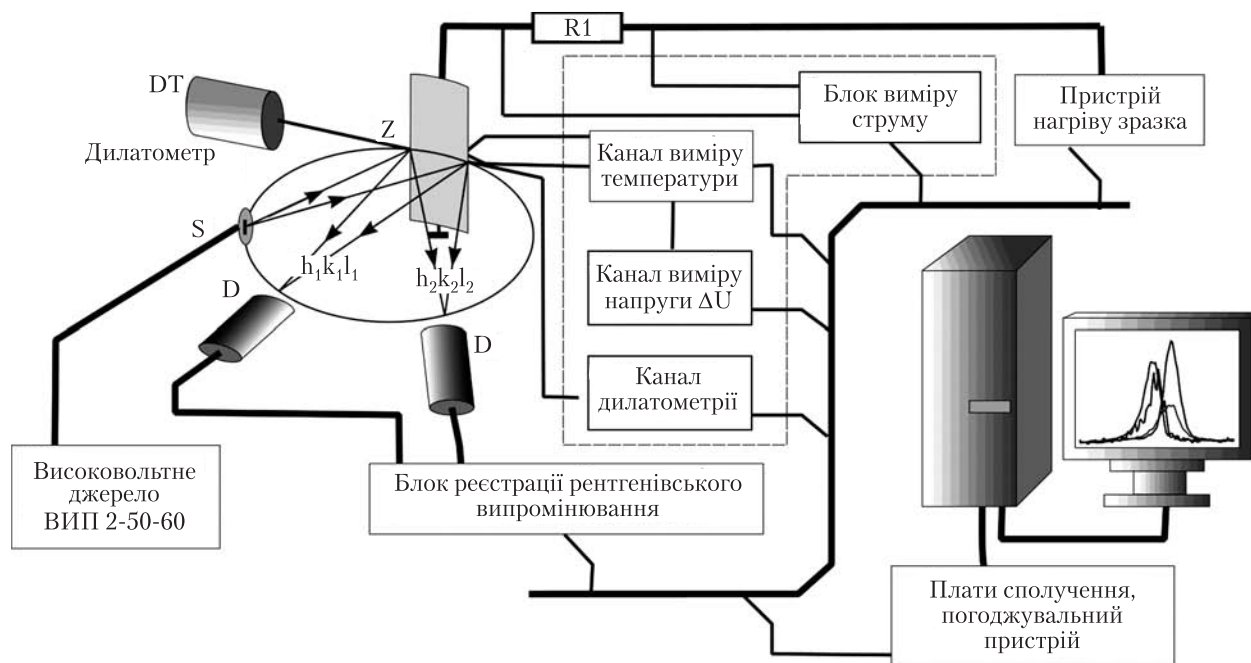 R1
DT
Дилатометр
Z
S
h₁k₁l₁
h₂k₂l₂
D
D
Блок виміру
струму
Пристрій
нагріву зразка
Канал виміру
температури
Канал виміру
напруги ΔU
Канал
дилатометрії
Високовольтне
джерело
ВИП 2-50-60
Блок реєстрації рентгенівського
випромінювання
Плати сполучення,
погоджувальний
пристрій